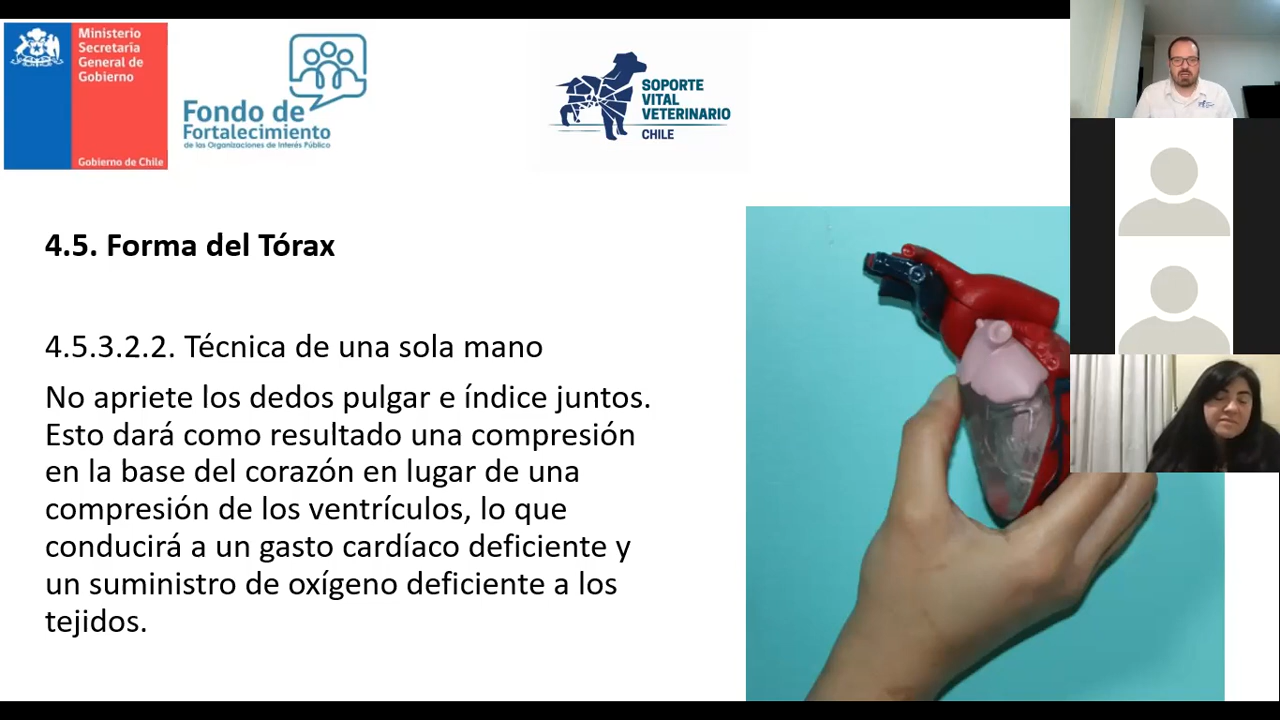 Ministerio
Secretaría
General de
Gobierno
Gobierno de Chile
Fondo de
Fortalecimiento
de las Organizaciones de Interés Público
SOPORTE
VITAL
VETERINARIO
CHILE
4.5. Forma del Tórax
4.5.3.2.2. Técnica de una sola mano
No apriete los dedos pulgar e índice juntos.
Esto dará como resultado una compresión
en la base del corazón en lugar de una
compresión de los ventrículos, lo que
conducirá a un gasto cardíaco deficiente y
un suministro de oxígeno deficiente a los
tejidos.